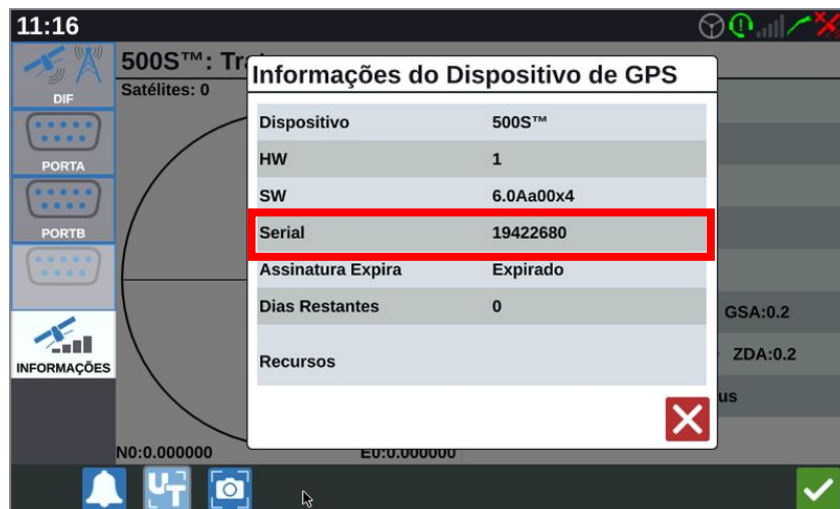 11:16
500S™: Tra
Satélites: 0
DIF
PORTA
PORTB
INFORMAÇÕES
Informações do Dispositivo de GPS
Dispositivo 500S™
HW 1
SW 6.0Aa00x4
Serial 19422680
Assinatura Expira Expirado
Dias Restantes 0
Recursos
GSA:0.2
ZDA:0.2
us
N0:0.000000 E0:0.000000
UT